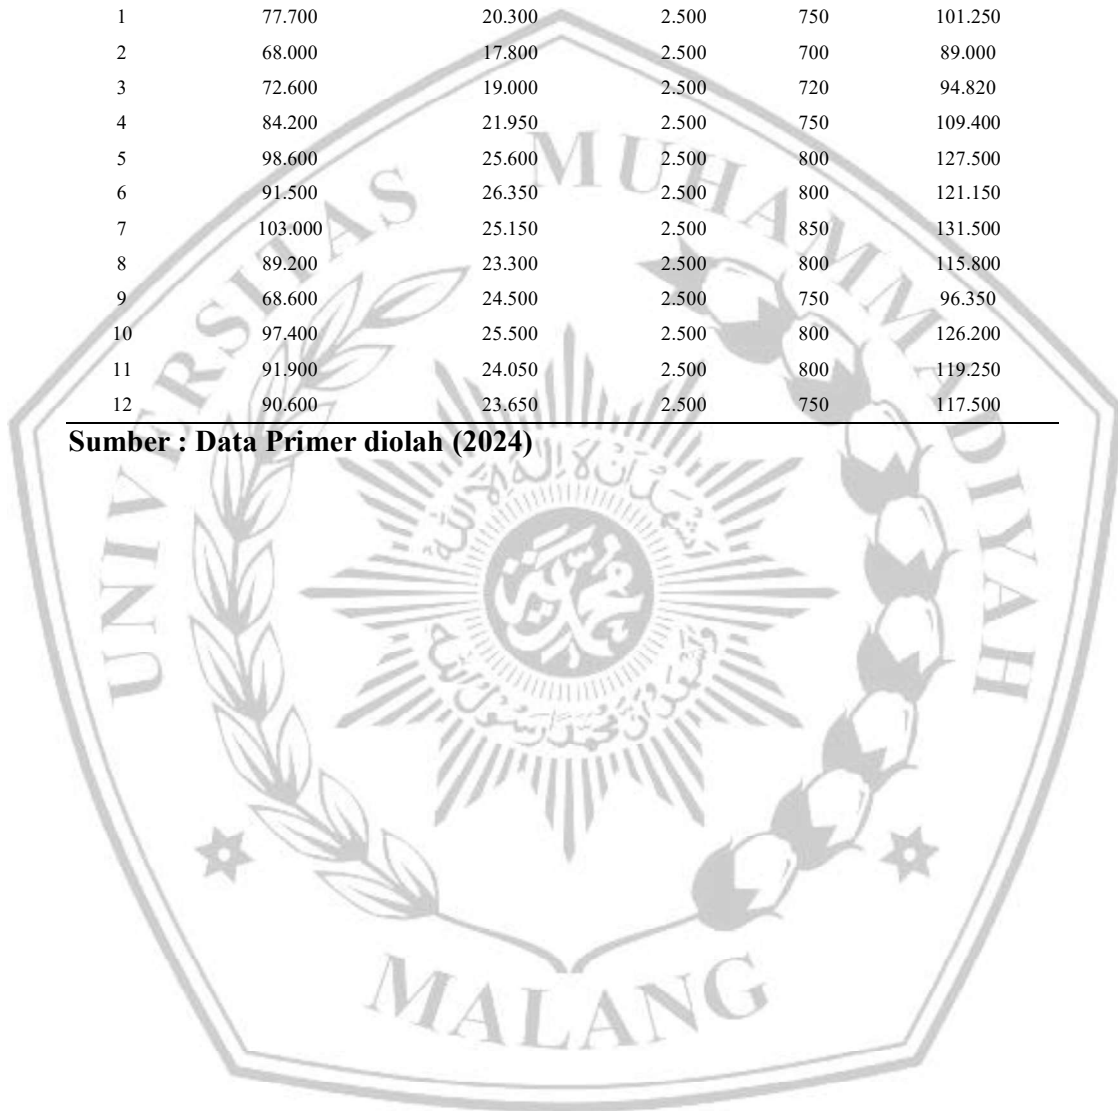 1 77.700 20.300 2.500 750 101.250
2 68.000 17.800 2.500 700 89.000
3 72.600 19.000 2.500 720 94.820
4 84.200 21.950 2.500 750 109.400
5 98.600 25.600 2.500 800 127.500
6 91.500 26.350 2.500 800 121.150
7 103.000 25.150 2.500 850 131.500
8 89.200 23.300 2.500 800 115.800
9 68.600 24.500 2.500 750 96.350
10 97.400 25.500 2.500 800 126.200
11 91.900 24.050 2.500 800 119.250
12 90.600 23.650 2.500 750 117.500
Sumber : Data Primer diolah (2024)
UNIVERSITAS MUHAMMADIYAH
MALANG